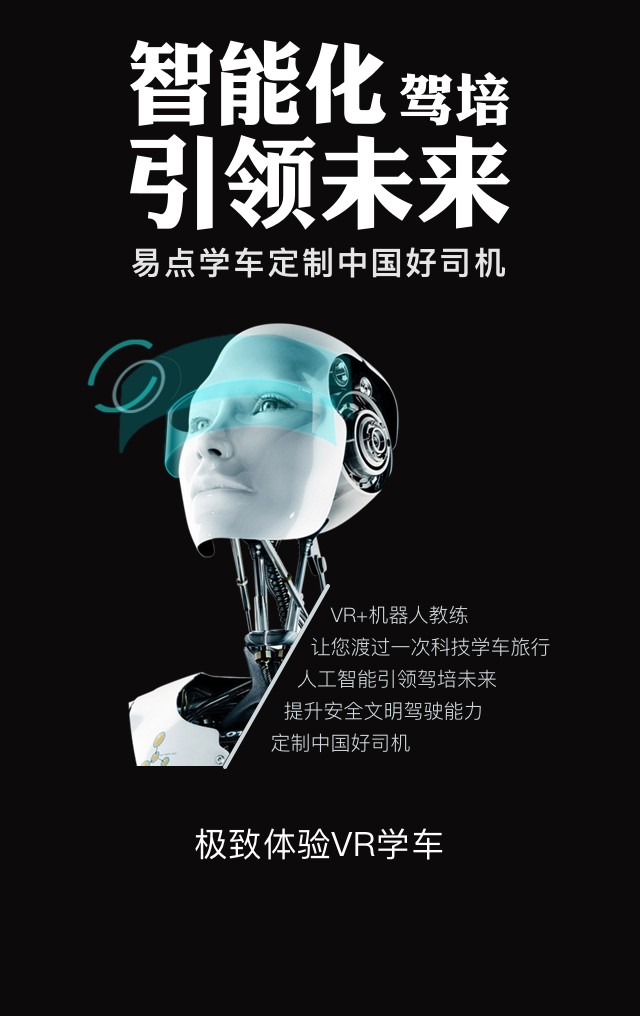 智能化驾培
引领未来
易点学车定制中国好司机
VR+机器人教练
让您渡过一次科技学车旅行
人工智能引领驾培未来
提升安全文明驾驶能力
定制中国好司机
极致体验VR学车